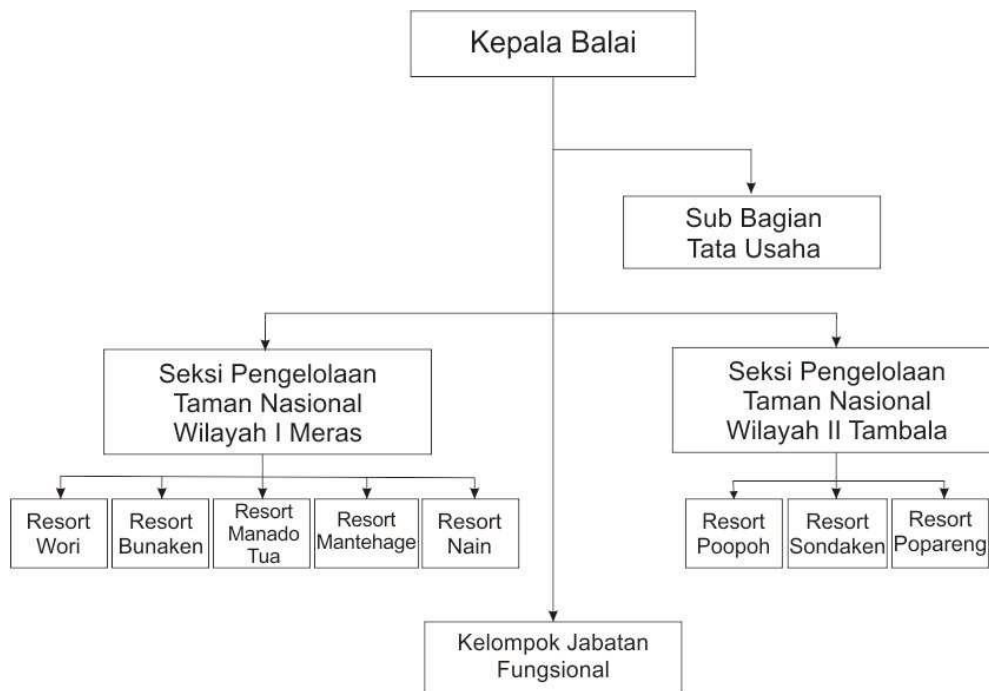 Kepala Balai
Sub Bagian
Tata Usaha
Seksi Pengelolaan
Taman Nasional
Wilayah I Meras
Seksi Pengelolaan
Taman Nasional
Wilayah II Tambala
Resort
Wori
Resort
Bunaken
Resort
Manado
Tua
Resort
Mantehage
Resort
Nain
Resort
Poopoh
Resort
Sondaken
Resort
Popareng
Kelompok Jabatan
Fungsional